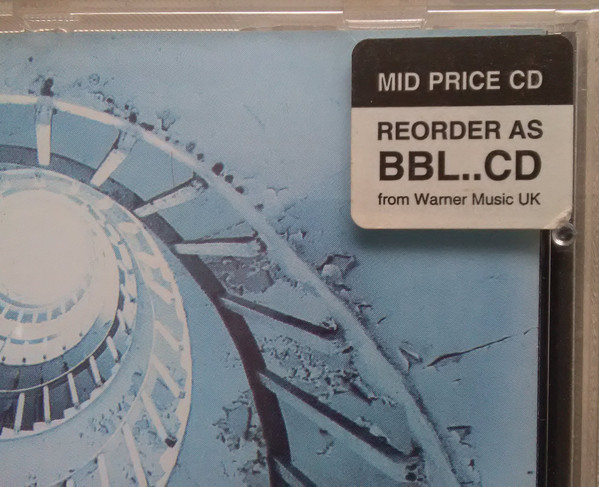 MID PRICE CD
REORDER AS
BBL..CD
from Warner Music UK